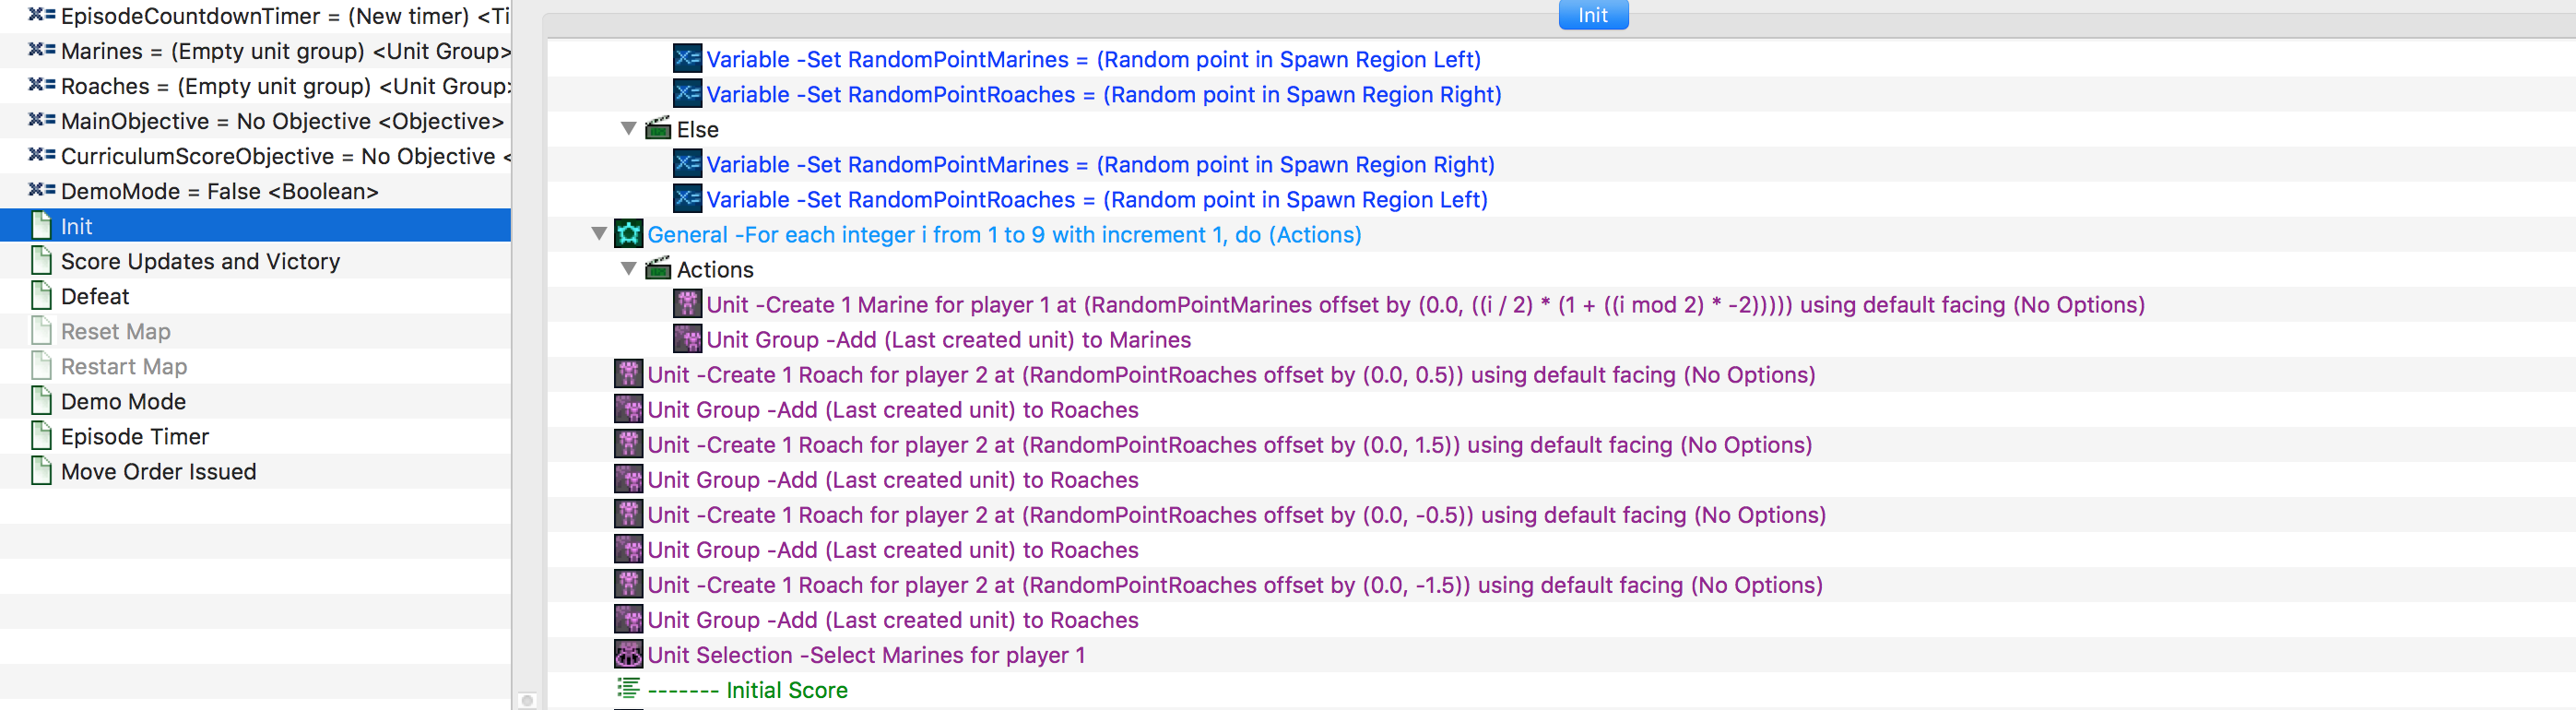 EpisodeCountdownTimer = (New timer) <Ti
Marines = (Empty unit group) <Unit Group>
Roaches = (Empty unit group) <Unit Group>
MainObjective = No Objective <Objective>
CurriculumScoreObjective = No Objective <
DemoMode = False <Boolean>
Init
Score Updates and Victory
Defeat
Reset Map
Restart Map
Demo Mode
Episode Timer
Move Order Issued
Init
Variable -Set RandomPointMarines = (Random point in Spawn Region Left)
Variable -Set RandomPointRoaches = (Random point in Spawn Region Right)
Else
Variable -Set RandomPointMarines = (Random point in Spawn Region Right)
Variable -Set RandomPointRoaches = (Random point in Spawn Region Left)
General -For each integer i from 1 to 9 with increment 1, do (Actions)
Actions
Unit -Create 1 Marine for player 1 at (RandomPointMarines offset by (0.0, ((i / 2) * (1 + ((i mod 2) * -2))))) using default facing (No Options)
Unit Group -Add (Last created unit) to Marines
Unit -Create 1 Roach for player 2 at (RandomPointRoaches offset by (0.0, 0.5)) using default facing (No Options)
Unit Group -Add (Last created unit) to Roaches
Unit -Create 1 Roach for player 2 at (RandomPointRoaches offset by (0.0, 1.5)) using default facing (No Options)
Unit Group -Add (Last created unit) to Roaches
Unit -Create 1 Roach for player 2 at (RandomPointRoaches offset by (0.0, -0.5)) using default facing (No Options)
Unit Group -Add (Last created unit) to Roaches
Unit -Create 1 Roach for player 2 at (RandomPointRoaches offset by (0.0, -1.5)) using default facing (No Options)
Unit Group -Add (Last created unit) to Roaches
Unit Selection -Select Marines for player 1
------- Initial Score